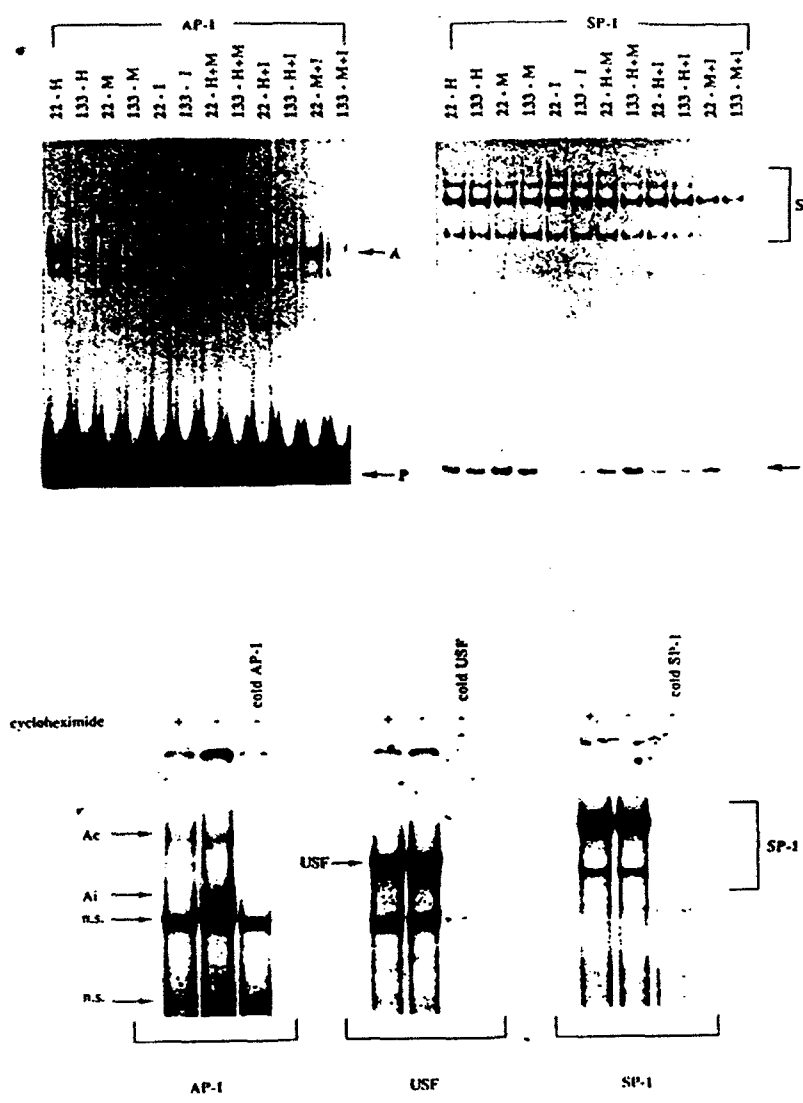 AP-1
SP-1
22 - H
133 - H
22 - M
133 - M
22 - I
133 - I
22 - H+M
133 - H+M
22 - H+I
133 - H+I
22 - M+I
133 - M+I
22 - H
133 - H
22 - M
133 - M
22 - I
133 - I
22 - H+M
133 - H+M
22 - H+I
133 - H+I
22 - M+I
133 - M+I
S
A
P
cold AP-1
cold USF
cold SP-1
cycloheximide
+ - -
+ - -
+ - -
Ac
USF
SP-1
Ai
n.s.
n.s.
AP-1
USF
SP-1